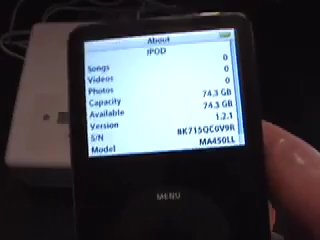 About
IPOD
Songs 0
Videos 0
Photos 0
Capacity 74.3 GB
Available 74.3 GB
Version 1.2.1
S/N 8K715QC0V9R
Model MA450LL
MENU